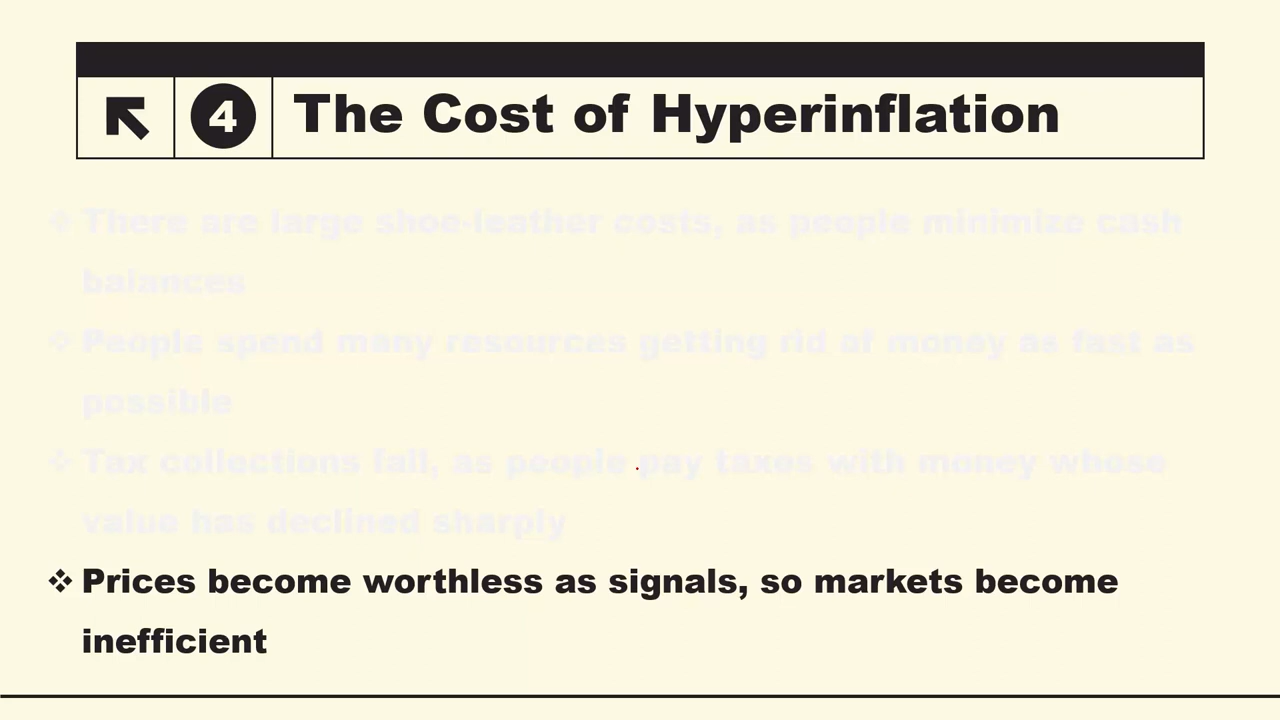 4 The Cost of Hyperinflation
❖ There are large shoe-leather costs, as people minimize cash
balances
❖ People spend many resources getting rid of money as fast as
possible
❖ Tax collections fall, as people pay taxes with money whose
value has declined sharply
❖ Prices become worthless as signals, so markets become
inefficient